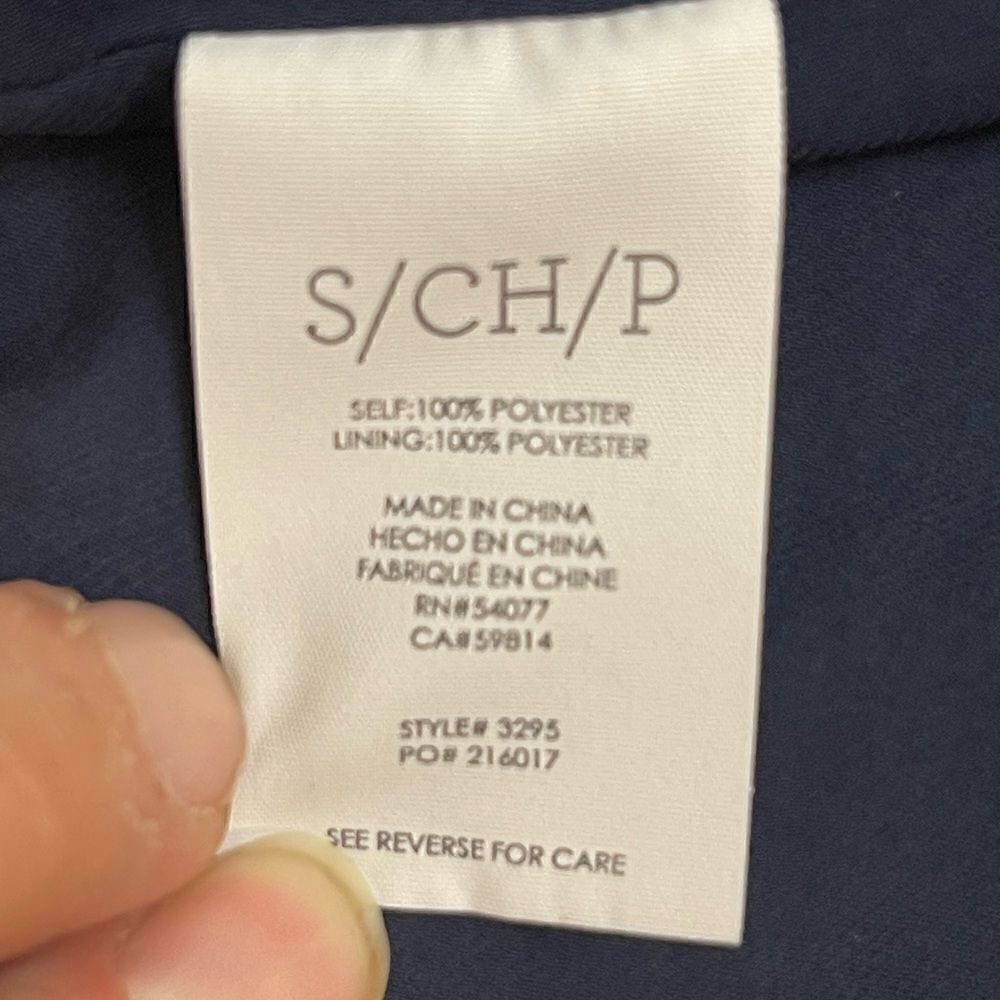 S/CH/P
SELF:100% POLYESTER
LINING:100% POLYESTER
MADE IN CHINA
HECHO EN CHINA
FABRIQUÉ EN CHINE
RN#54077
CA#59814
STYLE# 3295
PO# 216017
SEE REVERSE FOR CARE